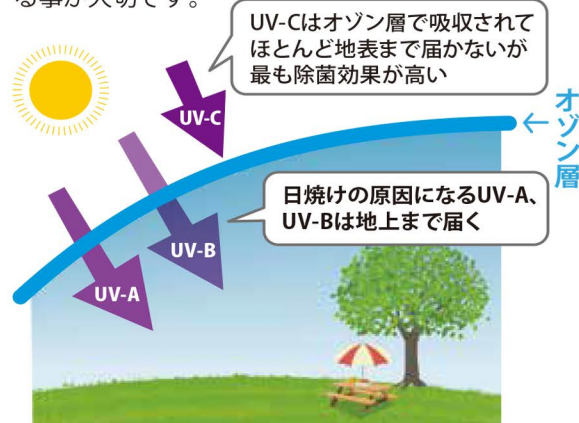 る事が大切です。
UV-Cはオゾン層で吸収されて
ほとんど地表まで届かないが
最も除菌効果が高い
UV-C
←オゾン層
日焼けの原因になるUV-A、
UV-Bは地上まで届く
UV-B
UV-A